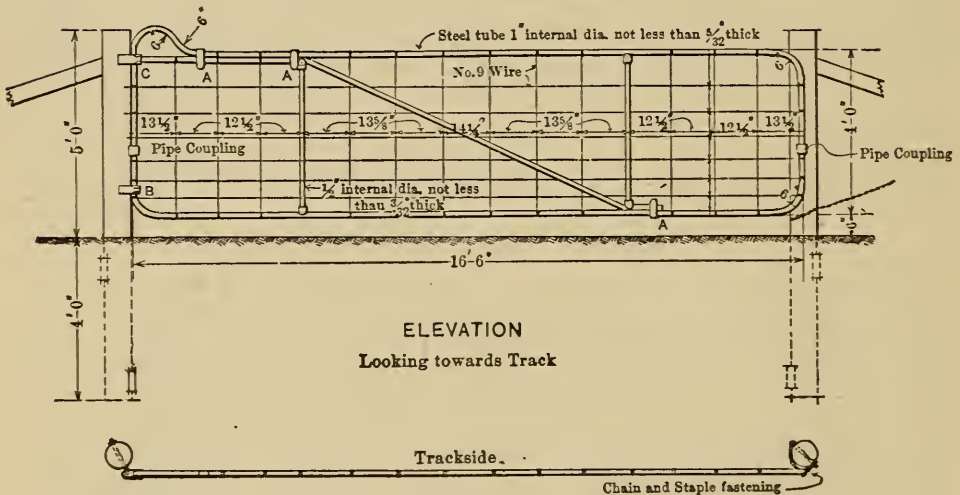 6"
6"
Steel tube 1" internal dia. not less than 5/32" thick
C
A
A
No. 9 Wire
6"
13½"
12½"
13⅝"
13⅝"
12½"
12½"
13½"
5'-0"
4'-0"
Pipe Coupling
Pipe Coupling
B
½" internal dia. not less
than 3/32" thick
6"
A
6"
16'-6"
4'-0"
ELEVATION
Looking towards Track
Trackside.
Chain and Staple fastening